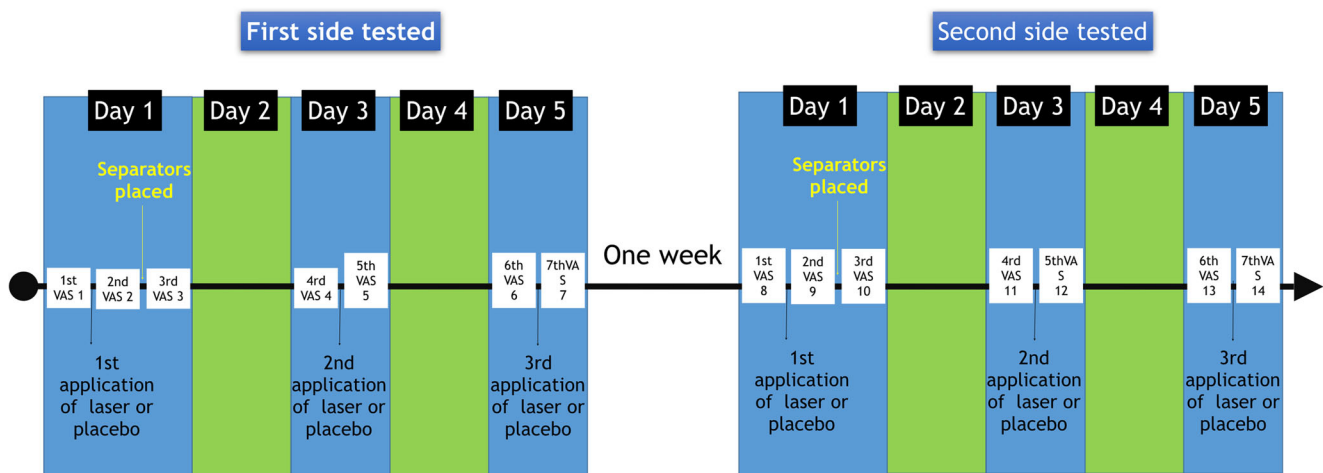 First side tested
Second side tested
Day 1
Day 2
Day 3
Day 4
Day 5
Day 1
Day 2
Day 3
Day 4
Day 5
Separators
placed
Separators
placed
1st
VAS 1
2nd
VAS 2
3rd
VAS 3
4rd
VAS 4
5th
VAS
5
6th
VAS
6
7thVA
S
7
One week
1st
VAS
8
2nd
VAS
9
3rd
VAS
10
4rd
VAS
11
5thVA
S
12
6th
VAS
13
7thVA
S
14
1st
application
of laser or
placebo
2nd
application
of laser or
placebo
3rd
application
of laser or
placebo
1st
application
of laser or
placebo
2nd
application
of laser or
placebo
3rd
application
of laser or
placebo